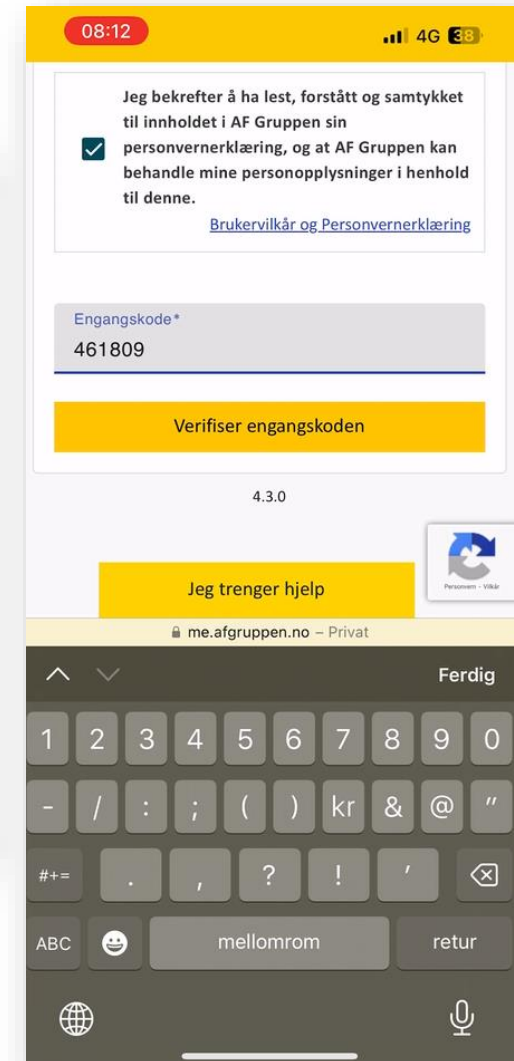 08:12
4G 38
Jeg bekrefter å ha lest, forstått og samtykket
til innholdet i AF Gruppen sin
personvernerklæring, og at AF Gruppen kan
behandle mine personopplysninger i henhold
til denne.
Brukervilkår og Personvernerklæring
Engangskode*
461809
Verifiser engangskoden
4.3.0
Jeg trenger hjelp
Personvern - Vilkår
me.afgruppen.no – Privat
Ferdig
1 2 3 4 5 6 7 8 9 0
- / : ; ( ) kr & @ "
#+= . , ? ! '
ABC mellomrom retur